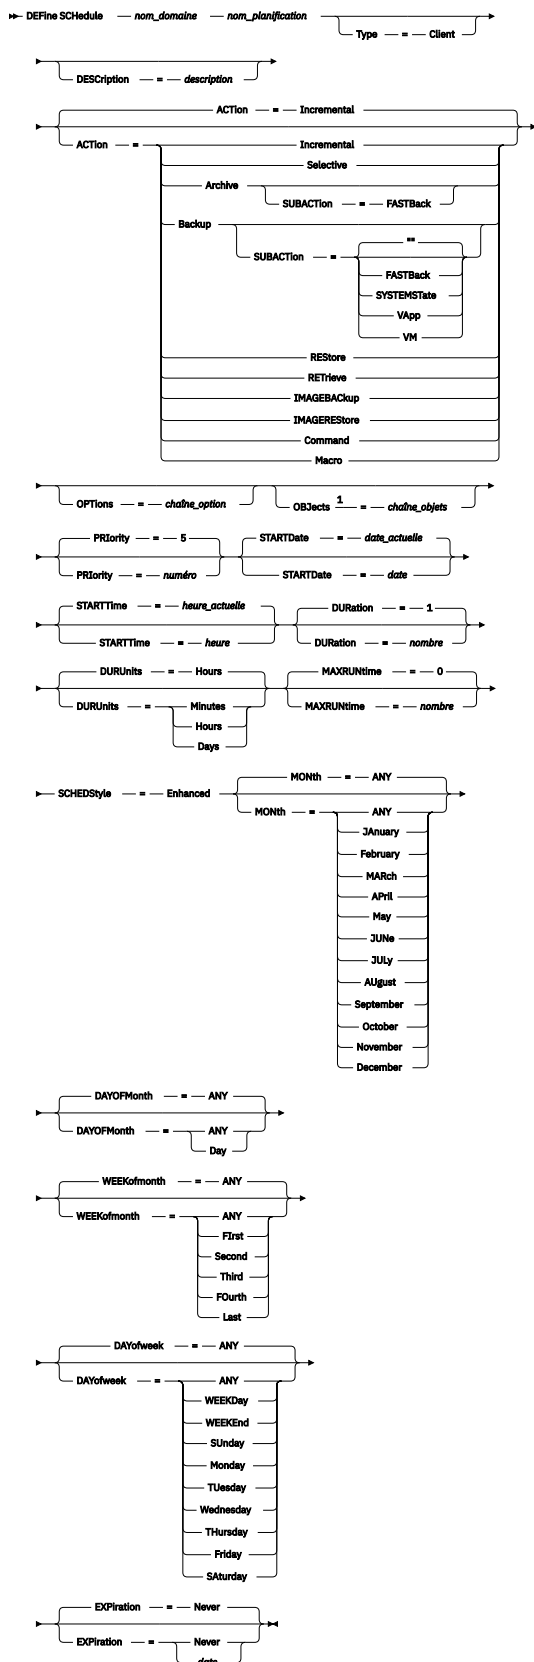 DEFine SCHedule nom_domaine nom_planification
Type = Client
DESCription = description
ACTion = Incremental
ACTion = Incremental
Selective
Archive
SUBACTion = FASTBack
Backup
""
SUBACTion =
FASTBack
SYSTEMSTate
VApp
VM
REStore
RETrieve
IMAGEBACkup
IMAGEREStore
Command
Macro
OPTions = chaîne_option
OBJects 1 = chaîne_objets
PRIority = 5
PRIority = numéro
STARTDate = date_actuelle
STARTDate = date
STARTTime = heure_actuelle
STARTTime = heure
DURation = 1
DURation = nombre
DURUnits = Hours
DURUnits = Minutes
Hours
Days
MAXRUNtime = 0
MAXRUNtime = nombre
SCHEDStyle = Enhanced
MONth = ANY
MONth = ANY
JAnuary
February
MARch
APril
May
JUNe
JULy
AUgust
September
October
November
December
DAYOFMonth = ANY
DAYOFMonth = ANY
Day
WEEKofmonth = ANY
WEEKofmonth = ANY
FIrst
Second
Third
FOurth
Last
DAYofweek = ANY
DAYofweek = ANY
WEEKDay
WEEKEnd
SUnday
Monday
TUesday
Wednesday
THursday
Friday
SAturday
EXPiration = Never
EXPiration = Never
date